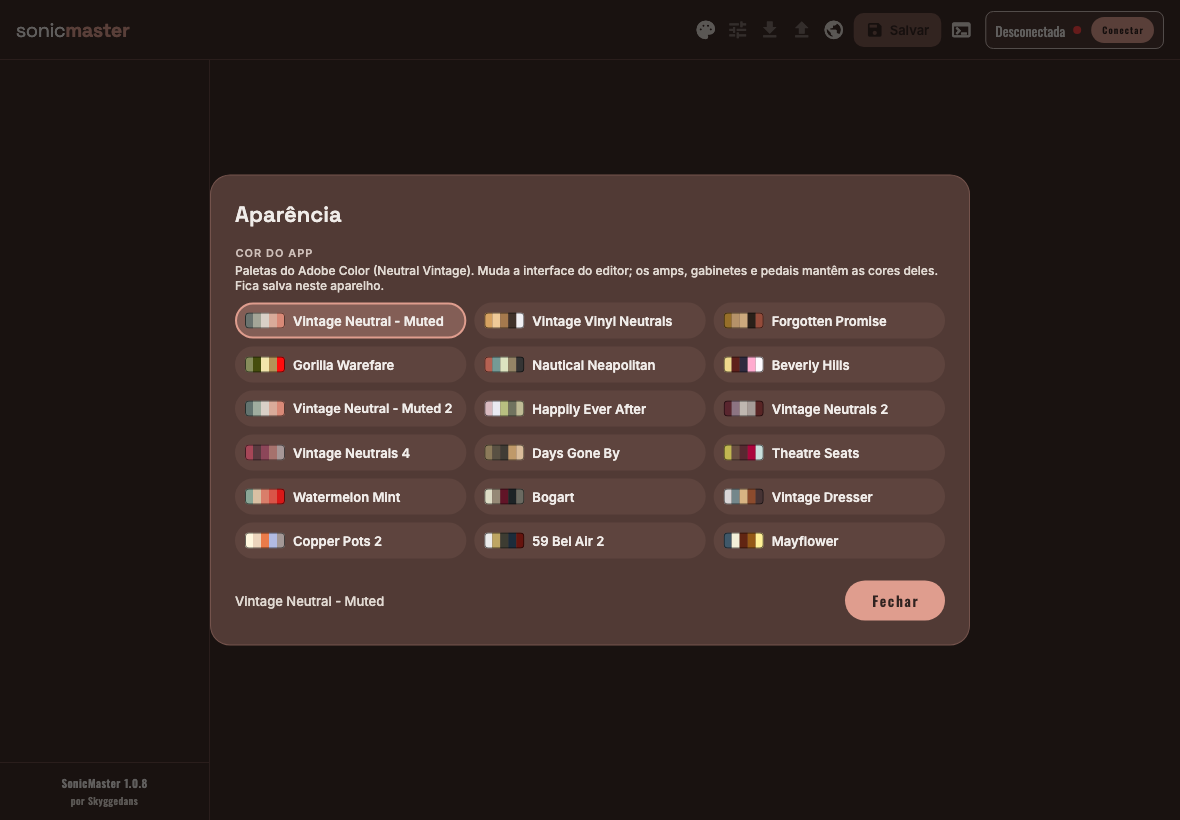 sonicmaster
Salvar
Desconectada
Conectar
Aparência
COR DO APP
Paletas do Adobe Color (Neutral Vintage). Muda a interface do editor; os amps, gabinetes e pedais mantêm as cores deles.
Fica salva neste aparelho.
Vintage Neutral - Muted
Vintage Vinyl Neutrals
Forgotten Promise
Gorilla Warefare
Nautical Neapolitan
Beverly Hills
Vintage Neutral - Muted 2
Happily Ever After
Vintage Neutrals 2
Vintage Neutrals 4
Days Gone By
Theatre Seats
Watermelon Mint
Bogart
Vintage Dresser
Copper Pots 2
59 Bel Air 2
Mayflower
Vintage Neutral - Muted
Fechar
SonicMaster 1.0.8
por Skyggedans